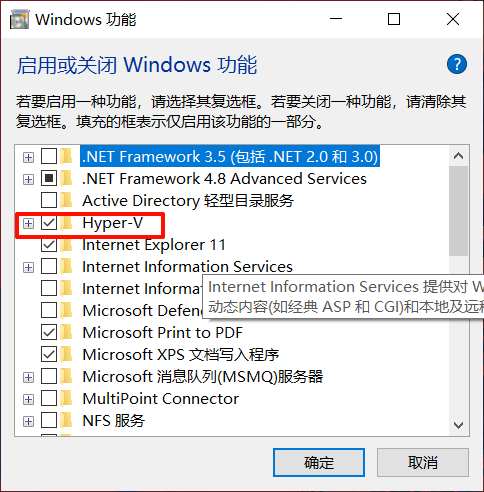 Windows 功能
启用或关闭 Windows 功能
若要启用一种功能，请选择其复选框。若要关闭一种功能，请清除其
复选框。填充的框表示仅启用该功能的一部分。
.NET Framework 3.5 (包括 .NET 2.0 和 3.0)
.NET Framework 4.8 Advanced Services
Active Directory 轻型目录服务
Hyper-V
Internet Explorer 11
Internet Information Services
Internet Informat
Internet Information Services 提供对 W
动态内容(如经典 ASP 和 CGI)和本地及远程
Microsoft Defen
Microsoft Print to PDF
Microsoft XPS 文档写入程序
Microsoft 消息队列(MSMQ)服务器
MultiPoint Connector
NFS 服务
确定
取消